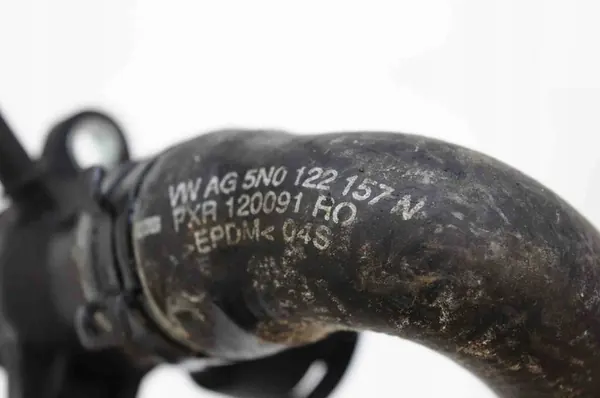 VW AG 5N0 122 157 N
PXR 120091 RO
>EPDM< 04S